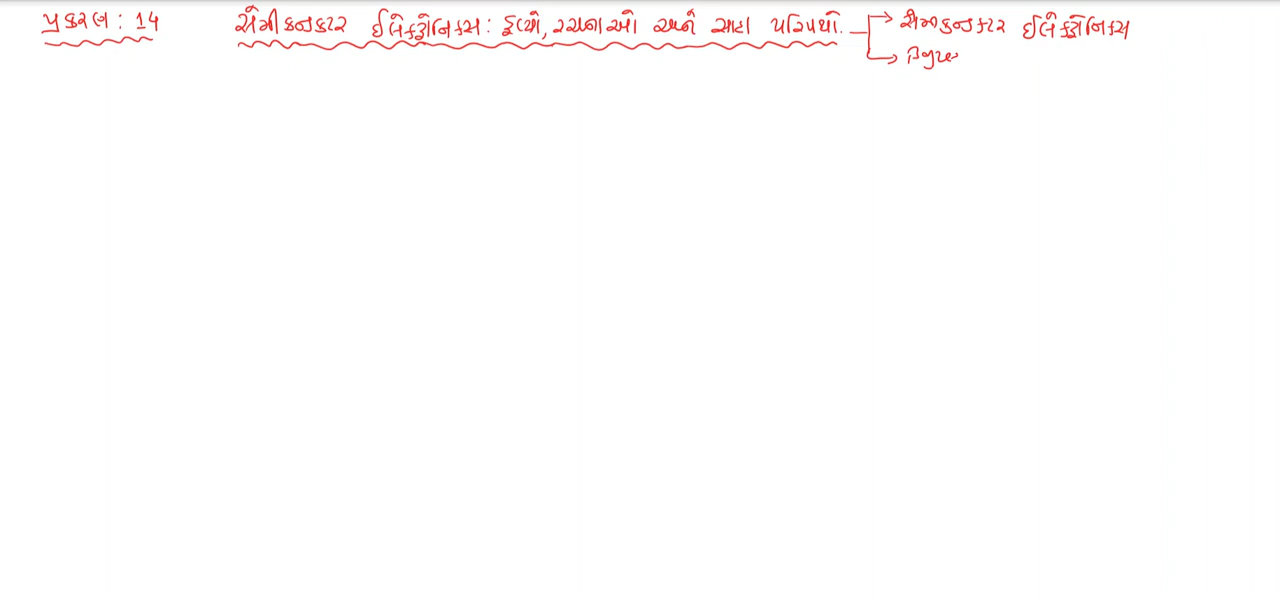 પ્રકરણ : 14 સેમીકન્ડક્ટર ઈલેક્ટ્રોનિક્સ : દ્રવ્યો, રચનાઓ અને સાદા પરિપથો. → સેમીકન્ડક્ટર ઈલેક્ટ્રોનિક્સ